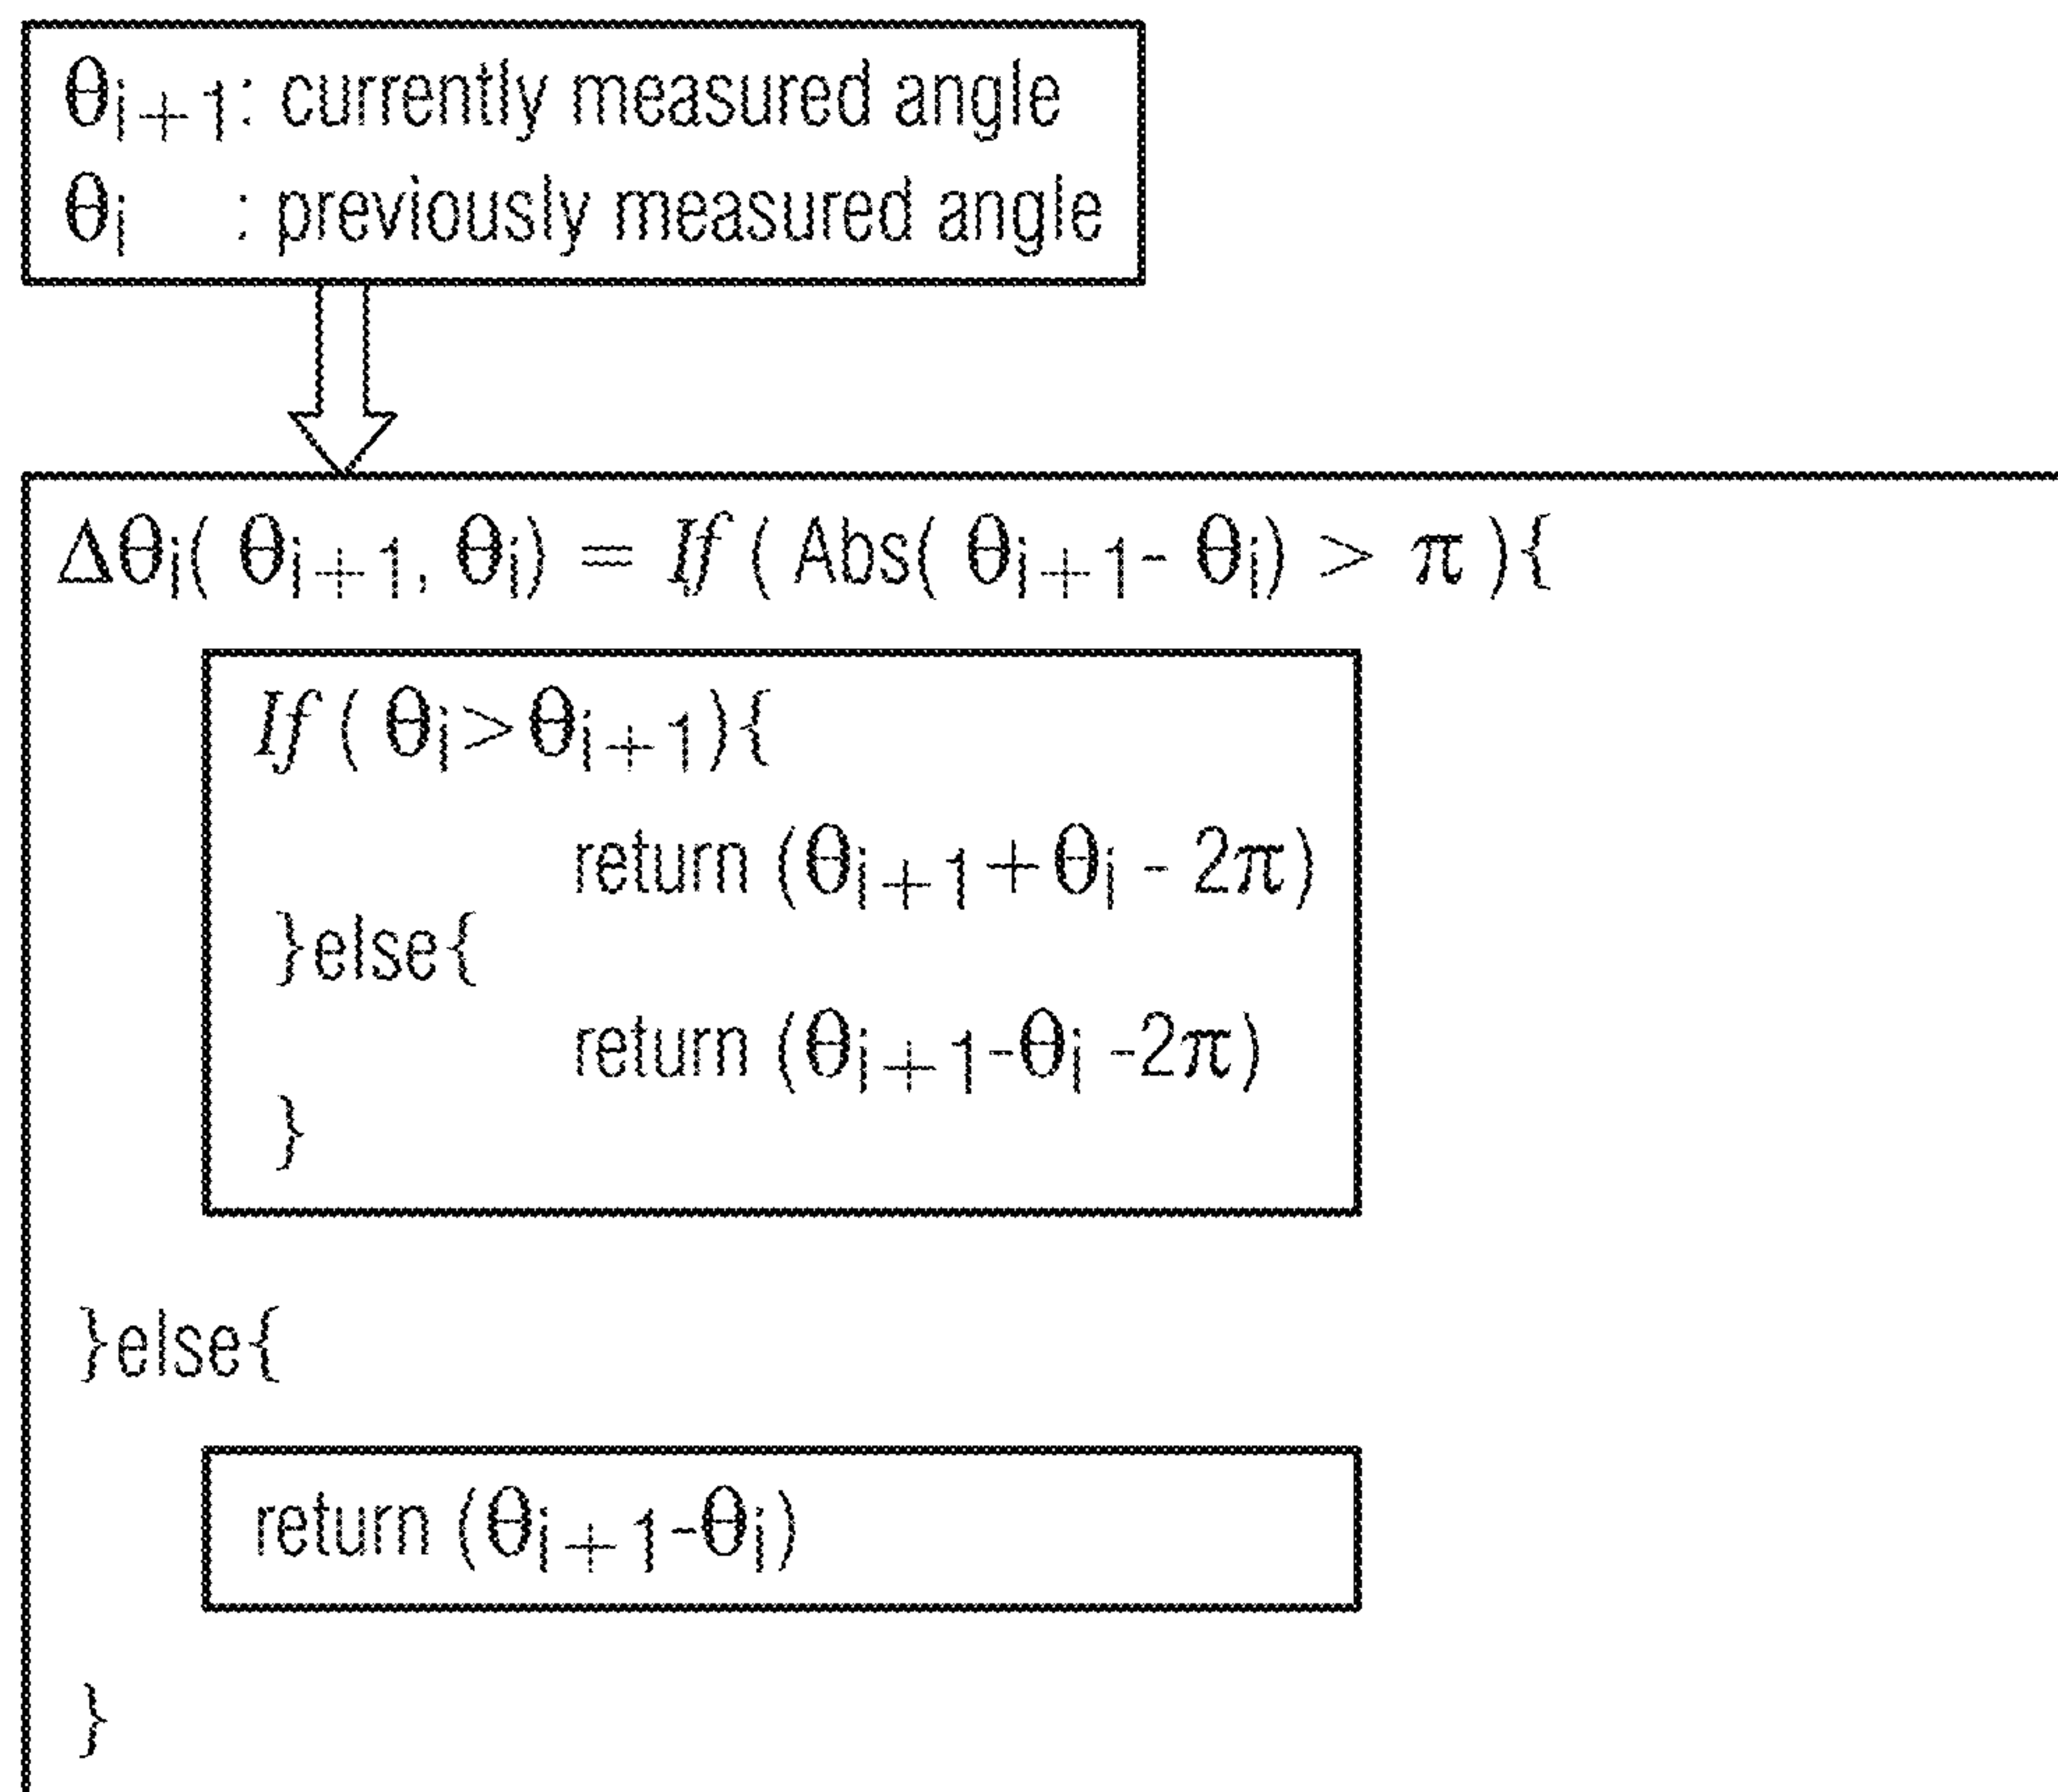 θi+1: currently measured angle
θi : previously measured angle
Δθi( θi+1, θi) = If ( Abs( θi+1- θi) > π ){
If ( θi>θi+1){
return (θi+1+θi - 2π)
}else{
return (θi+1-θi -2π)
}
}else{
return (θi+1-θi)
}